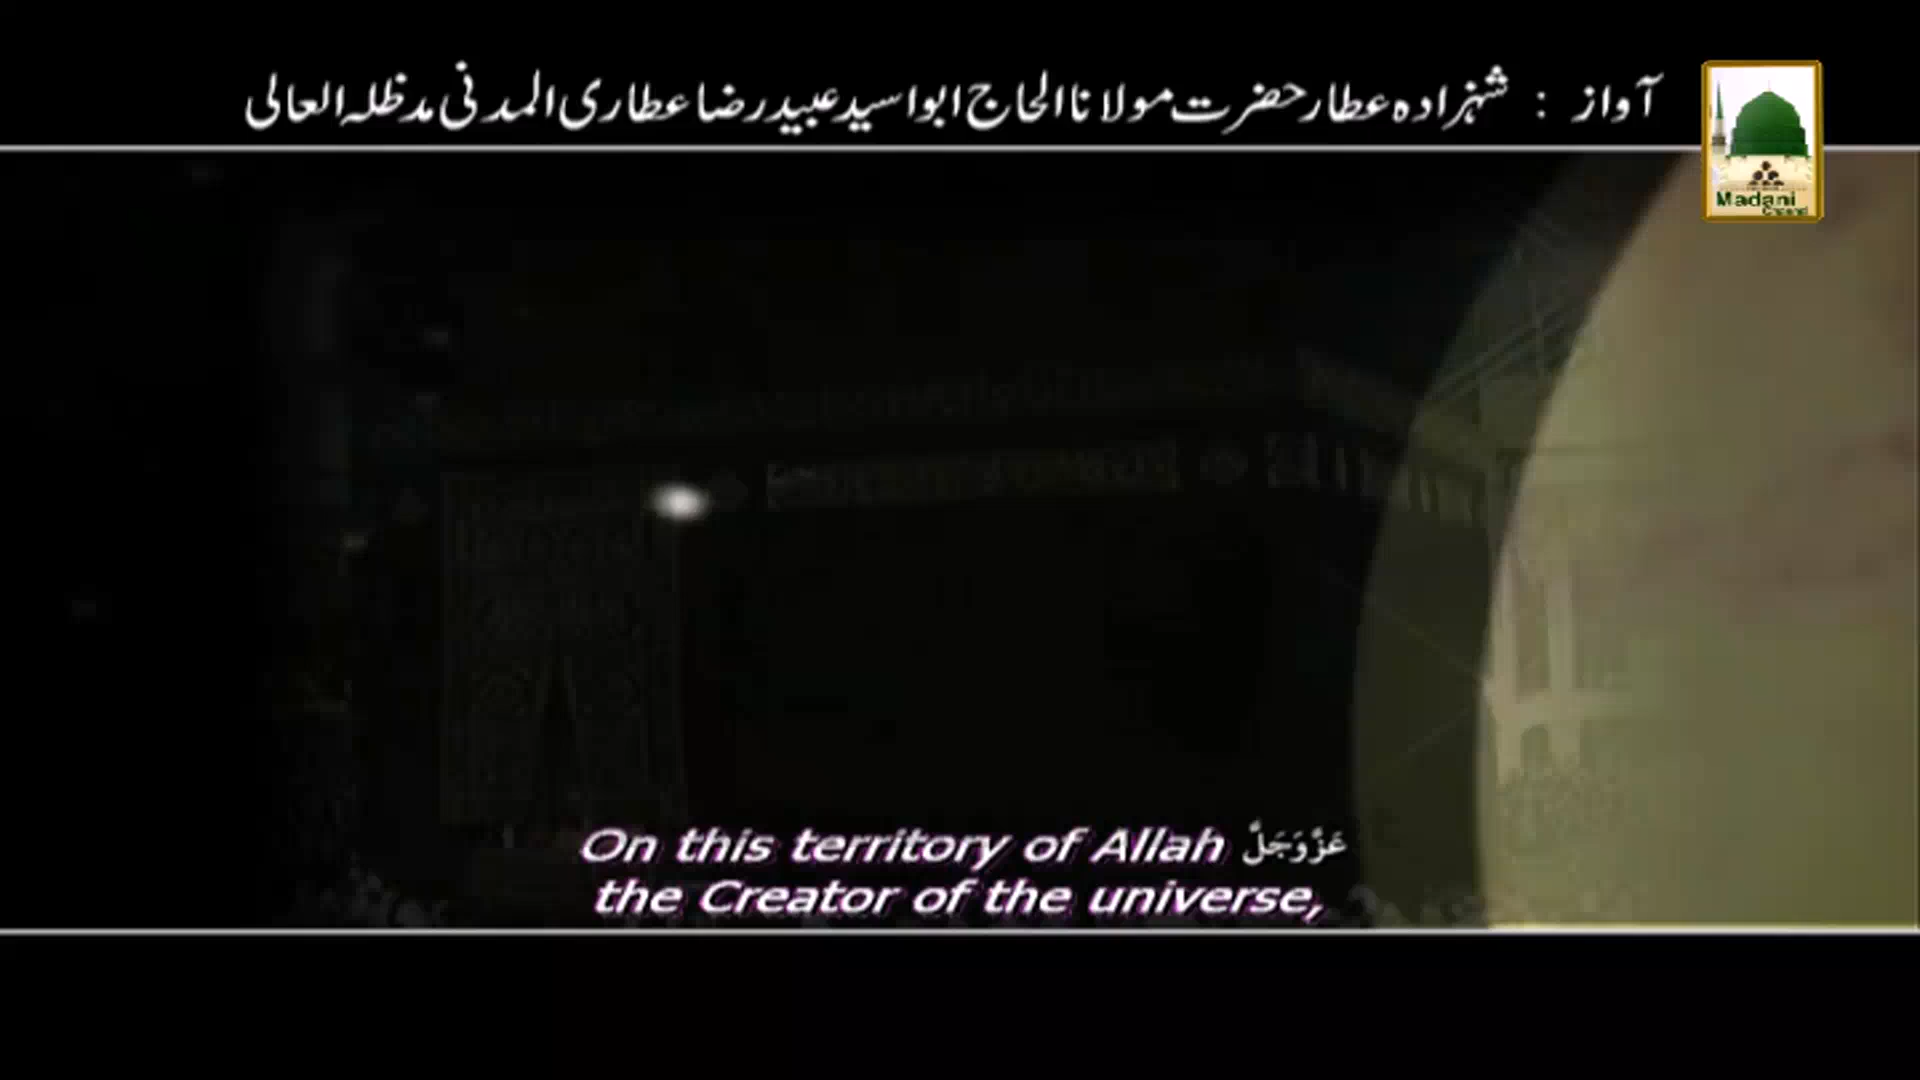 آواز : شہزادہ عطار حضرت مولانا الحاج ابو اسید عبید رضا عطاری المدنی مدظلہ العالی
Madani
Channel
On this territory of Allah عَزَّوَجَلَّ
the Creator of the universe,